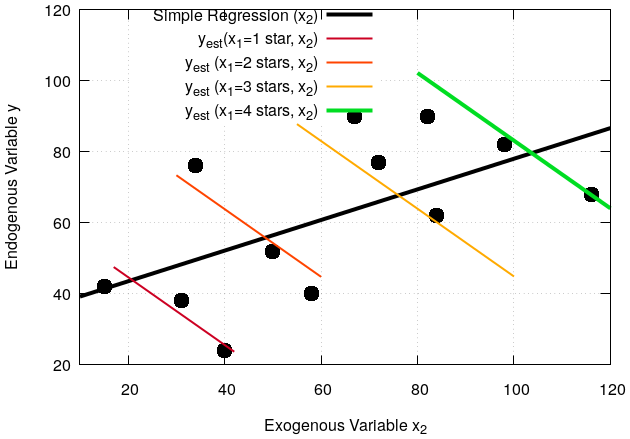 120
100
80
60
40
20
Simple Regression (x2)
yest(x1=1 star, x2)
yest (x1=2 stars, x2)
yest (x1=3 stars, x2)
yest (x1=4 stars, x2)
Endogenous Variable y
20 40 60 80 100 120
Exogenous Variable x2